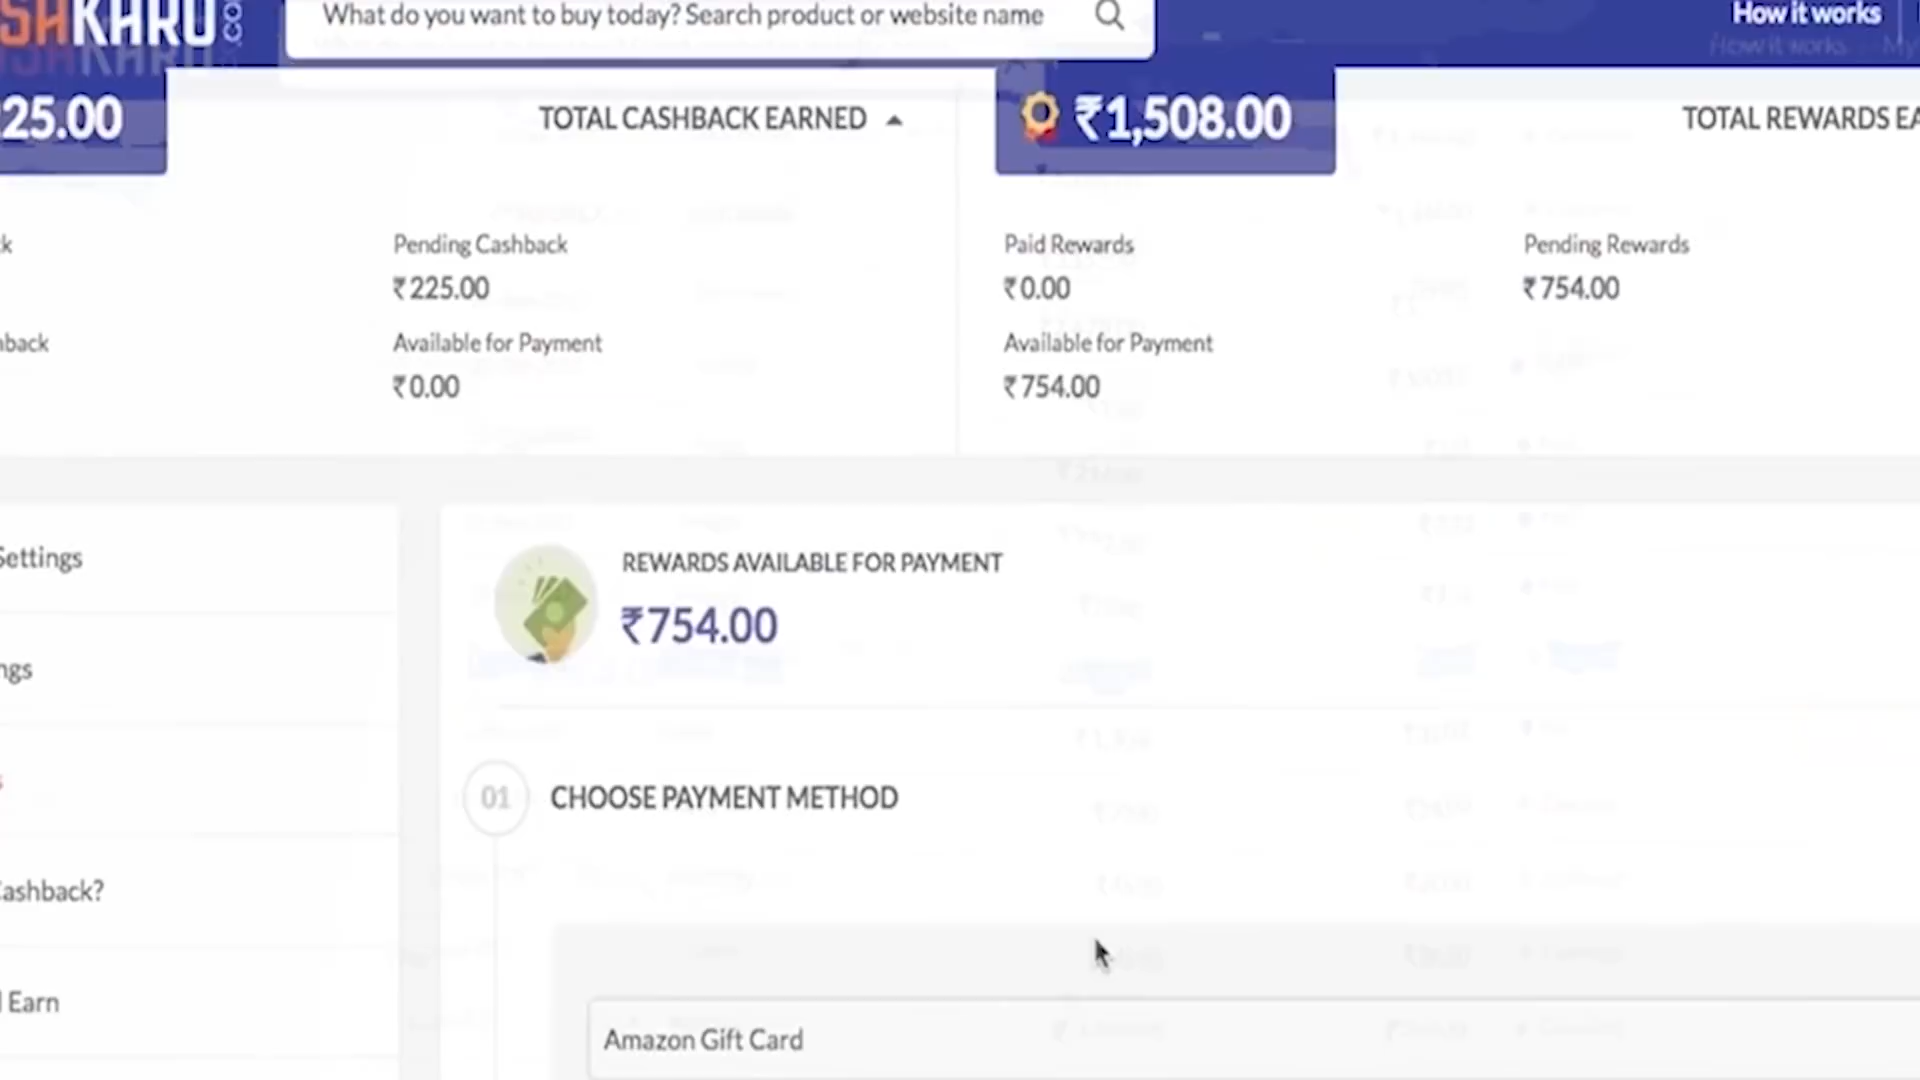 SHKARO
What do you want to buy today? Search product or website name
How it works
25.00
TOTAL CASHBACK EARNED
₹1,508.00
TOTAL REWARDS EA
k
Pending Cashback
Paid Rewards
Pending Rewards
₹225.00
₹0.00
₹754.00
hback
Available for Payment
Available for Payment
₹0.00
₹754.00
Settings
REWARDS AVAILABLE FOR PAYMENT
₹754.00
ngs
01
CHOOSE PAYMENT METHOD
Cashback?
Earn
Amazon Gift Card